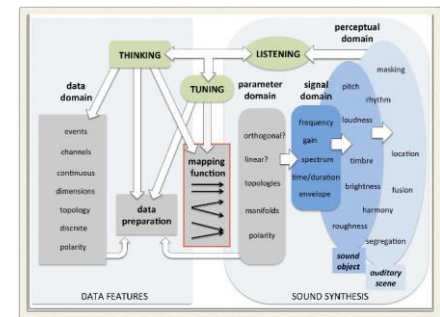 perceptual
domain
THINKING
LISTENING
masking
data
domain
TUNING
parameter
domain
signal
domain
pitch
rhythm
events
channels
continuous
dimensions
topology
discrete
polarity
data
preparation
mapping
function
orthogonal?
linear?
topologies
manifolds
polarity
frequency
gain
spectrum
time/duration
envelope
loudness
timbre
brightness
harmony
roughness
segregation
location
fusion
sound
object
auditory
scene
DATA FEATURES
SOUND SYNTHESIS